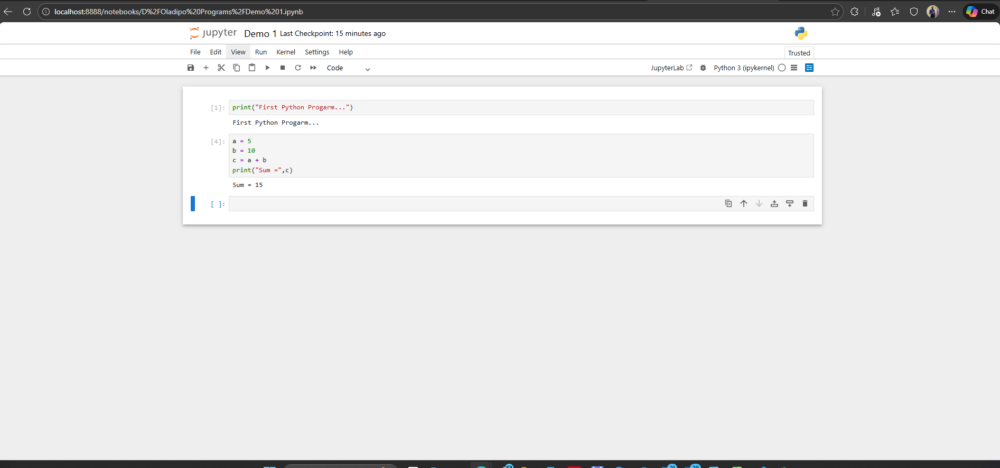 localhost:8888/notebooks/D%2FOladipo%20Programs%2FDemo%201.ipynb
Chat
jupyter Demo 1 Last Checkpoint: 15 minutes ago
File Edit View Run Kernel Settings Help
Trusted
Code
JupyterLab
Python 3 (ipykernel)
[1]: print("First Python Progarm...")
First Python Progarm...
[4]: a = 5
b = 10
c = a + b
print("Sum =",c)
Sum = 15
[ ]: